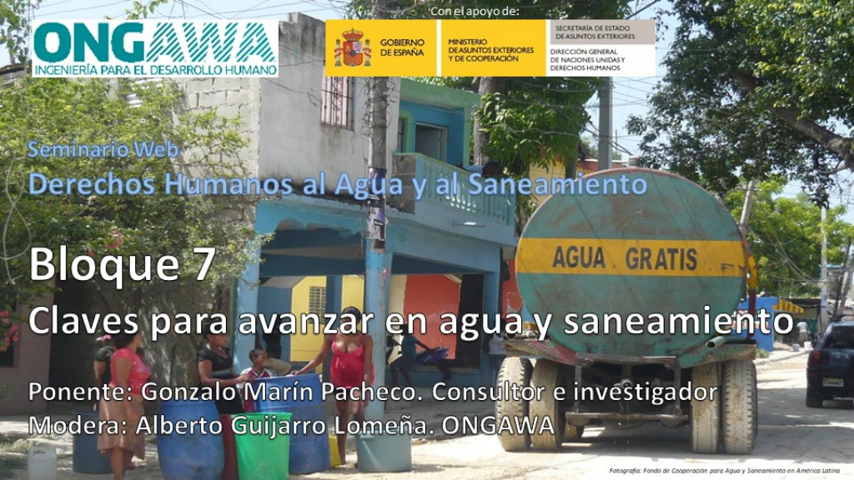 Con el apoyo de:
ONGAWA
INGENIERÍA PARA EL DESARROLLO HUMANO
GOBIERNO
DE ESPAÑA
MINISTERIO
DE ASUNTOS EXTERIORES
Y DE COOPERACIÓN
SECRETARÍA DE ESTADO
DE ASUNTOS EXTERIORES
DIRECCIÓN GENERAL
DE NACIONES UNIDAS Y
DERECHOS HUMANOS
Seminario Web
Derechos Humanos al Agua y al Saneamiento
AGUA GRATIS
Bloque 7
Claves para avanzar en agua y saneamiento
Ponente: Gonzalo Marín Pacheco. Consultor e investigador
Modera: Alberto Guijarro Lomeña. ONGAWA
Fotografía: Fondo de Cooperación para Agua y Saneamiento en América Latina